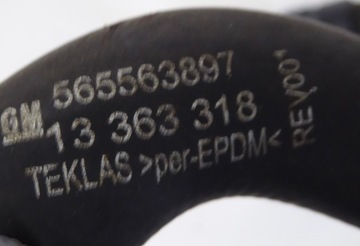 GM 565563897
13 363 318
TEKLAS >per-EPDM<
REV001